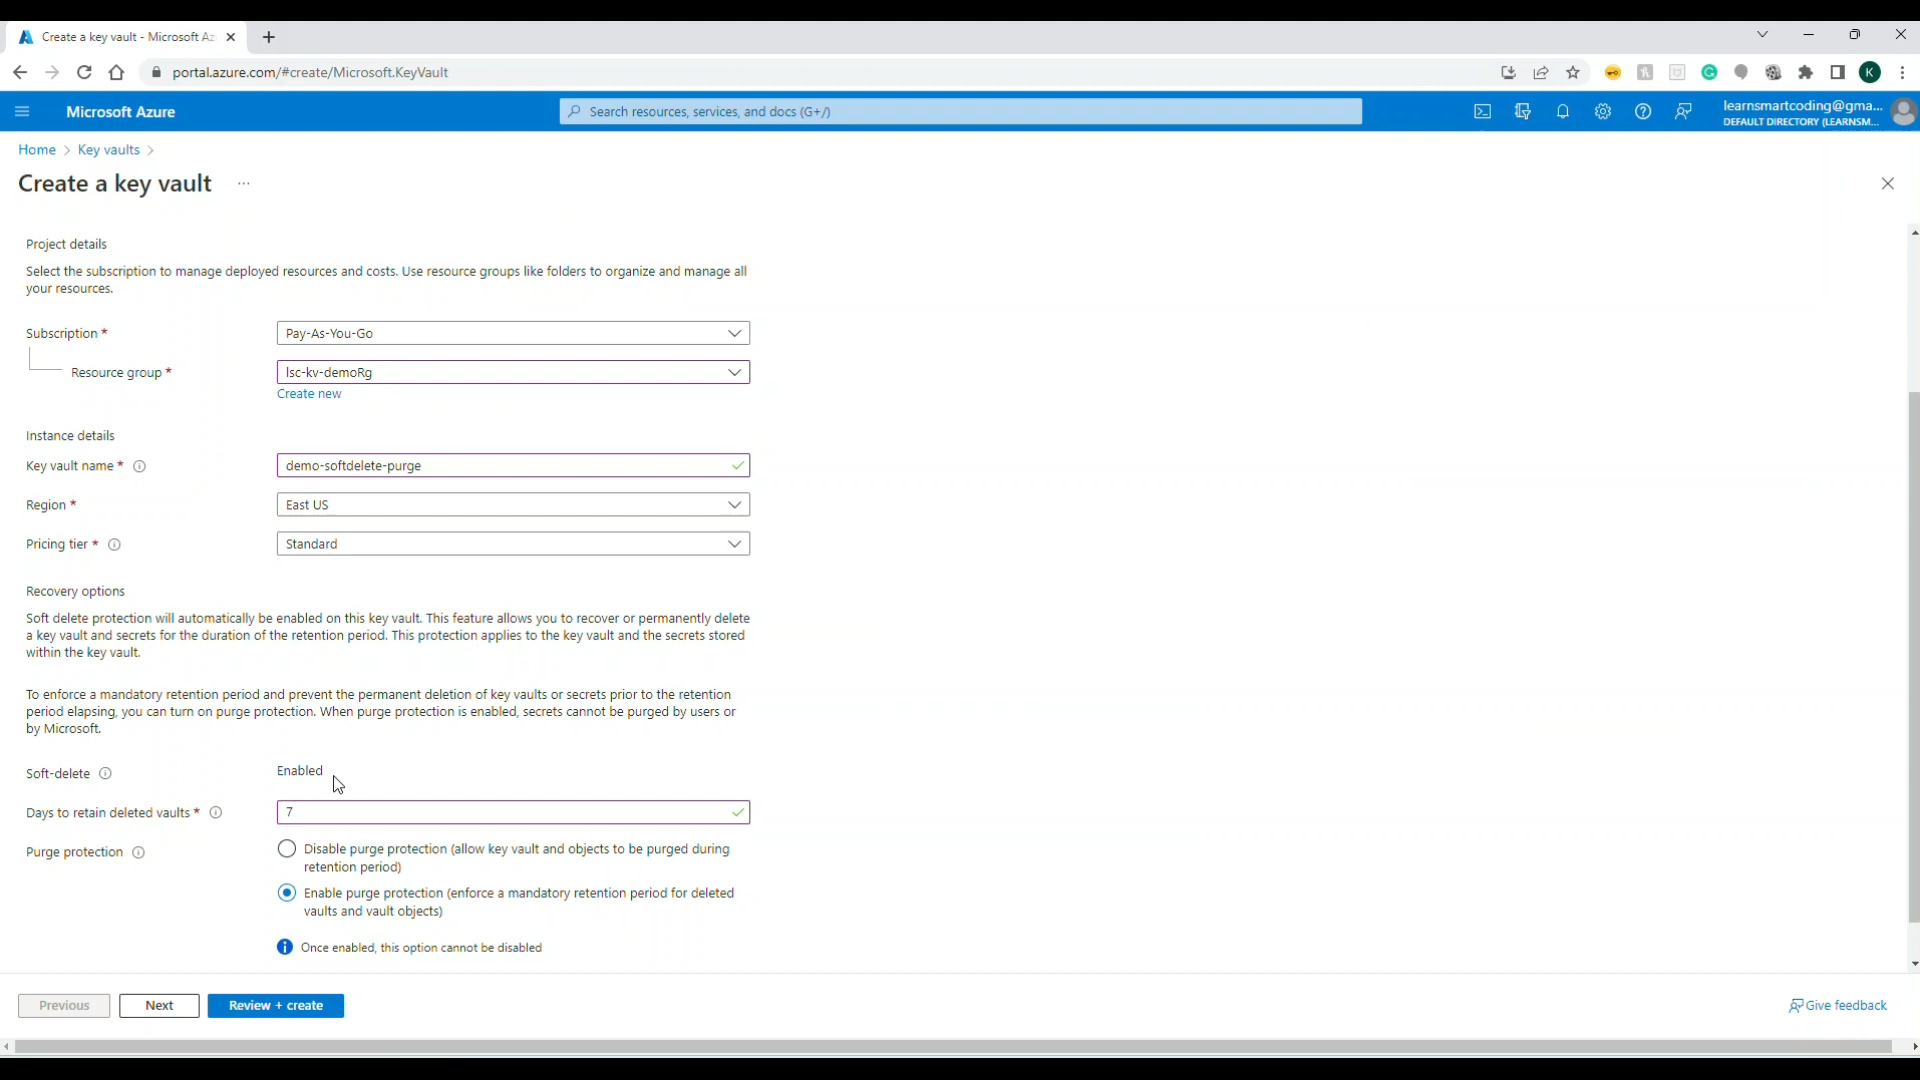 Create a key vault - Microsoft Az
portal.azure.com/#create/Microsoft.KeyVault
K
Microsoft Azure
Search resources, services, and docs (G+/)
learnsmartcoding@gma...
DEFAULT DIRECTORY (LEARNSM...
Home > Key vaults >
Create a key vault ...
Project details
Select the subscription to manage deployed resources and costs. Use resource groups like folders to organize and manage all
your resources.
Subscription * Pay-As-You-Go
Resource group * lsc-kv-demoRg
Create new
Instance details
Key vault name * demo-softdelete-purge
Region * East US
Pricing tier * Standard
Recovery options
Soft delete protection will automatically be enabled on this key vault. This feature allows you to recover or permanently delete
a key vault and secrets for the duration of the retention period. This protection applies to the key vault and the secrets stored
within the key vault.
To enforce a mandatory retention period and prevent the permanent deletion of key vaults or secrets prior to the retention
period elapsing, you can turn on purge protection. When purge protection is enabled, secrets cannot be purged by users or
by Microsoft.
Soft-delete Enabled
Days to retain deleted vaults * 7
Purge protection Disable purge protection (allow key vault and objects to be purged during
retention period)
Enable purge protection (enforce a mandatory retention period for deleted
vaults and vault objects)
Once enabled, this option cannot be disabled
Previous Next Review + create Give feedback